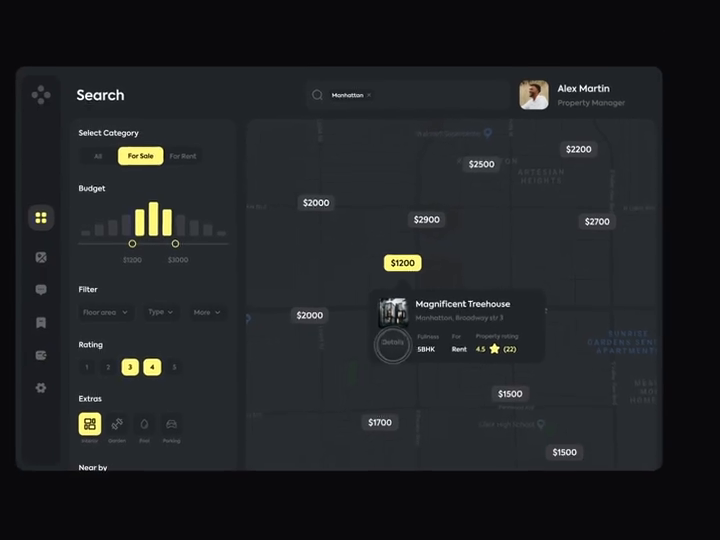 Search
Manhattan ×
Alex Martin
Property Manager
Select Category
All
For Sale
For Rent
Budget
$1200
$3000
Filter
Floor area
Type
More
Rating
1
2
3
4
5
Extras
Interior
Garden
Pool
Parking
Near by
$2200
$2500
ARTESIAN
HEIGHTS
$2000
$2900
$2700
$1200
$2000
Magnificent Treehouse
Manhattan, Broadway str 3
Details
Fullness
For
Property rating
5BHK
Rent
4.5
(22)
SUNRISE
GARDENS SENIOR
APARTMENTS
$1500
$1700
$1500